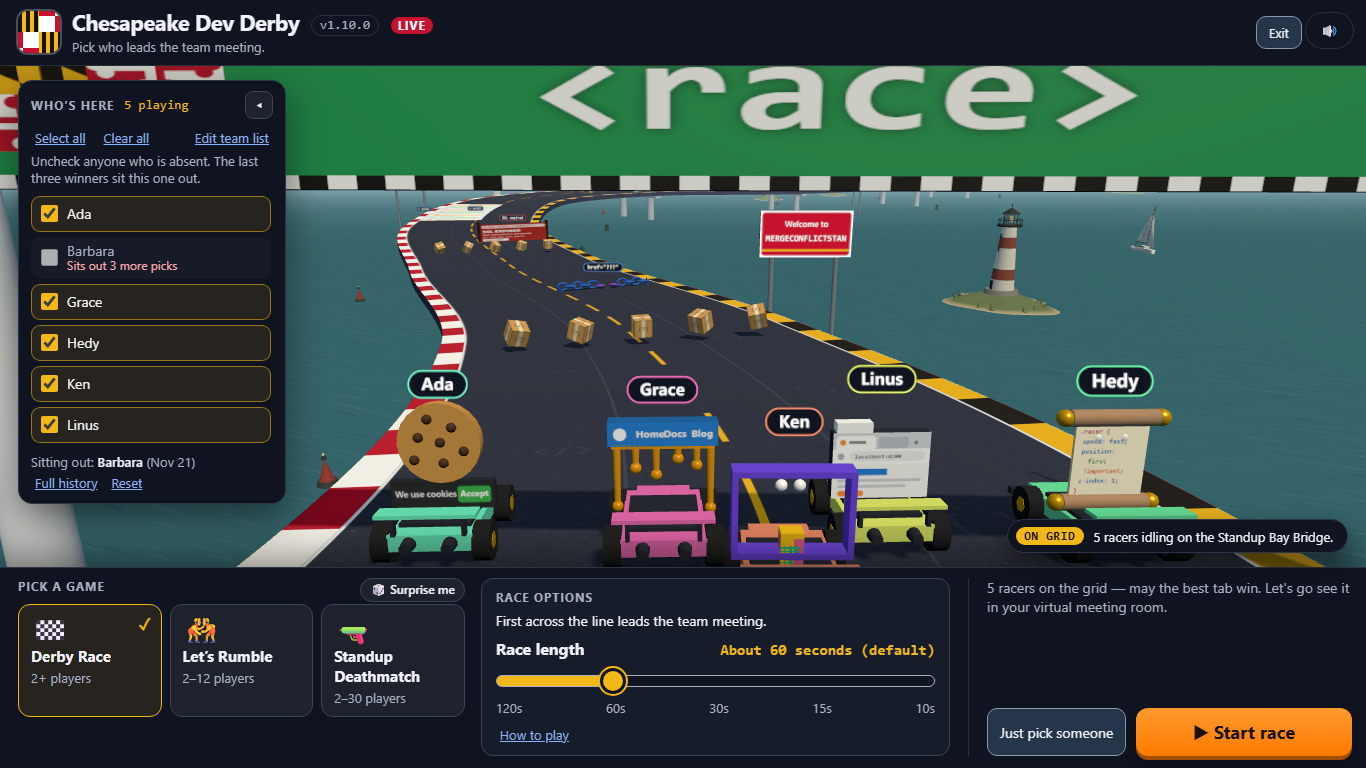 Chesapeake Dev Derby
v1.10.0
LIVE
Pick who leads the team meeting.
Exit
<race>
WHO'S HERE
5 playing
Select all
Clear all
Edit team list
Uncheck anyone who is absent. The last
three winners sit this one out.
Ada
Barbara
Sits out 3 more picks
Grace
Hedy
Ken
Linus
Sitting out: Barbara (Nov 21)
Full history
Reset
Welcome to
MERGECONFLICTSTAN
href="???"
Ada
Grace
Ken
Linus
Hedy
We use cookies
Accept
HomeDocs Blog
localhost:4200
.racer {
speed: fast;
position:
first
!important;
z-index: 1;
}
ON GRID
5 racers idling on the Standup Bay Bridge.
PICK A GAME
Surprise me
Derby Race
2+ players
Let's Rumble
2–12 players
Standup
Deathmatch
2–30 players
RACE OPTIONS
First across the line leads the team meeting.
Race length
About 60 seconds (default)
120s
60s
30s
15s
10s
How to play
5 racers on the grid — may the best tab win. Let's go see it
in your virtual meeting room.
Just pick someone
Start race